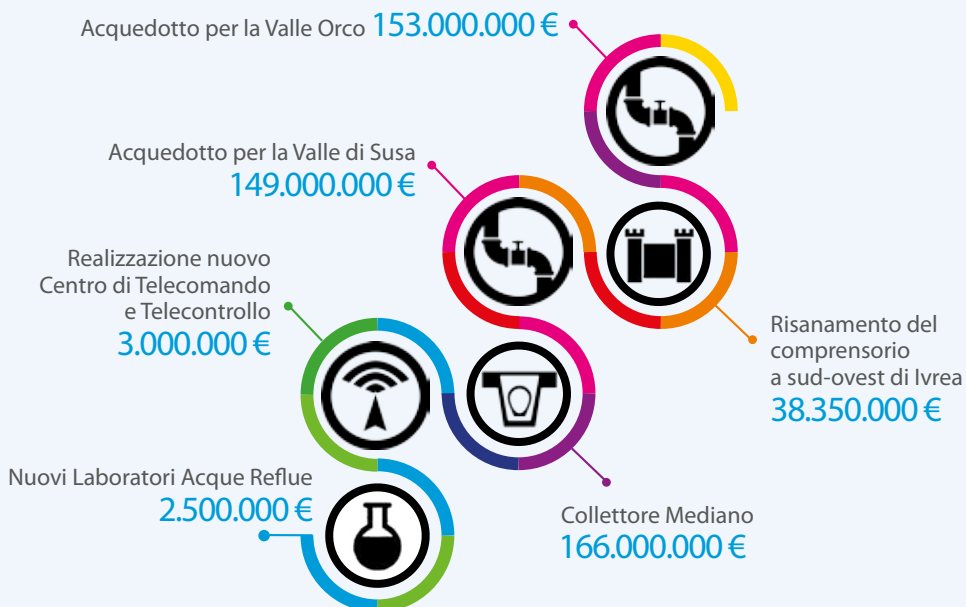 Acquedotto per la Valle Orco 153.000.000 €
Acquedotto per la Valle di Susa
149.000.000 €
Realizzazione nuovo
Centro di Telecomando
e Telecontrollo
3.000.000 €
Risanamento del
comprensorio
a sud-ovest di Ivrea
38.350.000 €
Nuovi Laboratori Acque Reflue
2.500.000 €
Collettore Mediano
166.000.000 €